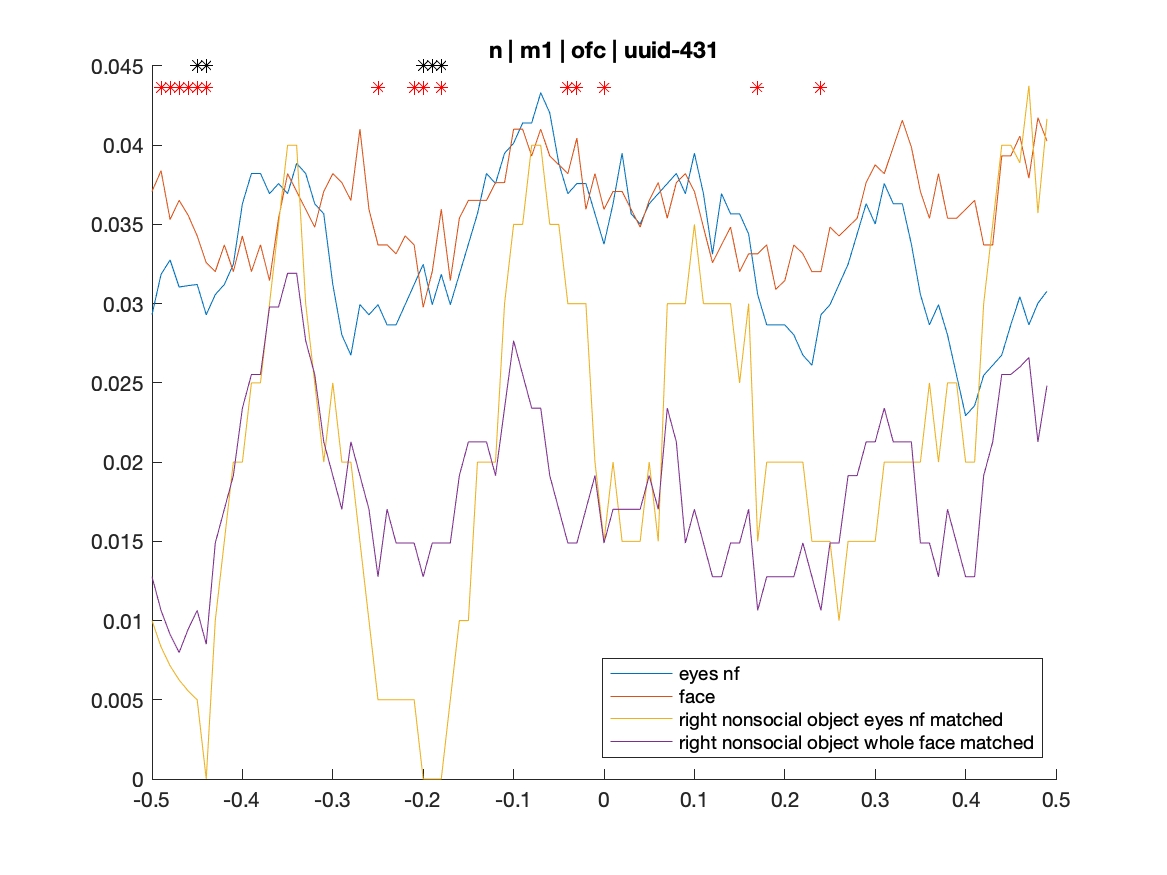 n | m1 | ofc | uuid-431
0.045
0.04
0.035
0.03
0.025
0.02
0.015
0.01
0.005
0
-0.5 -0.4 -0.3 -0.2 -0.1 0 0.1 0.2 0.3 0.4 0.5
eyes nf
face
right nonsocial object eyes nf matched
right nonsocial object whole face matched